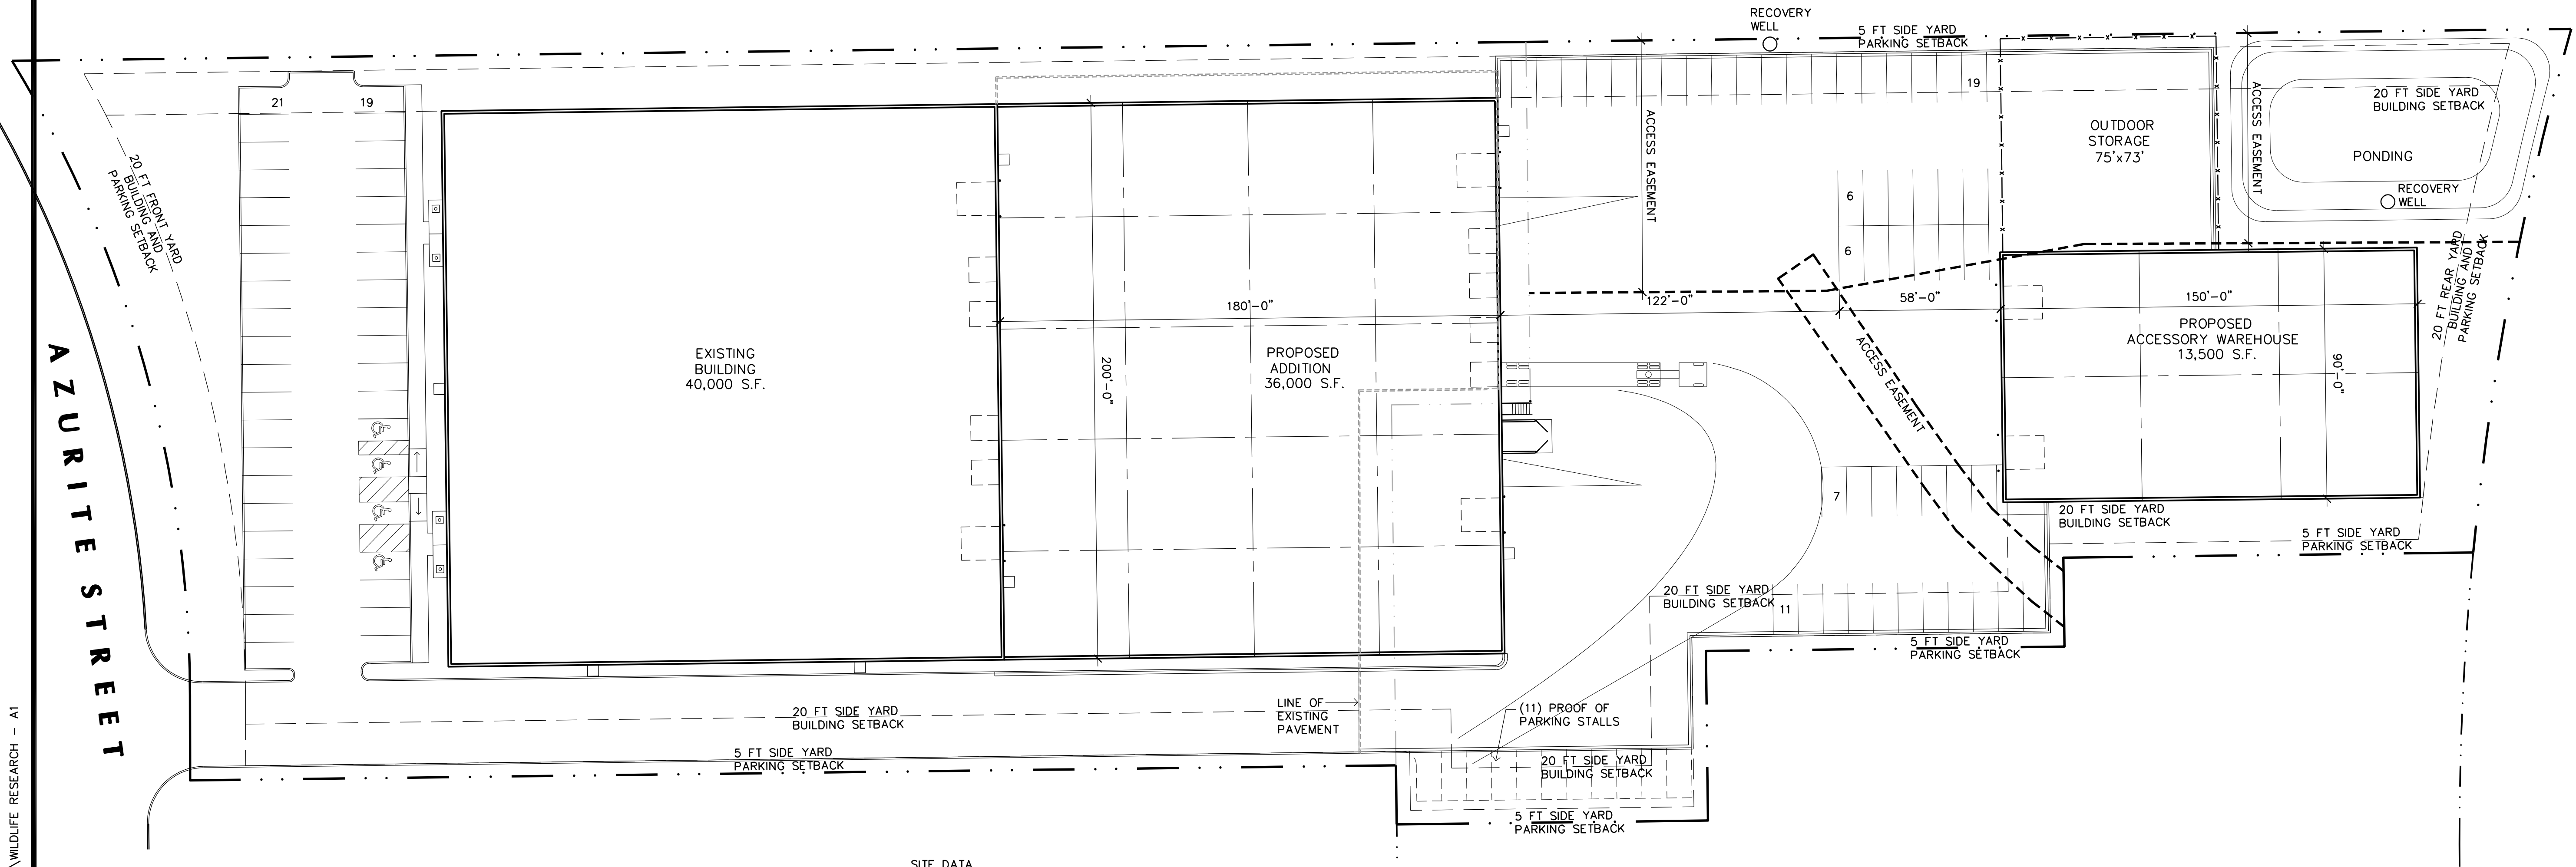 RECOVERY
WELL
5 FT SIDE YARD
PARKING SETBACK
21
19
20 FT FRONT YARD
BUILDING AND
PARKING SETBACK
AZURITE STREET
EXISTING
BUILDING
40,000 S.F.
180'-0"
200'-0"
PROPOSED
ADDITION
36,000 S.F.
ACCESS EASEMENT
19
6
6
122'-0"
58'-0"
OUTDOOR
STORAGE
75'x73'
ACCESS EASEMENT
20 FT SIDE YARD
BUILDING SETBACK
PONDING
RECOVERY
WELL
150'-0"
PROPOSED
ACCESSORY WAREHOUSE
13,500 S.F.
90'-0"
20 FT REAR YARD
BUILDING AND
PARKING SETBACK
ACCESS EASEMENT
7
20 FT SIDE YARD
BUILDING SETBACK
5 FT SIDE YARD
PARKING SETBACK
20 FT SIDE YARD
BUILDING SETBACK
11
5 FT SIDE YARD
PARKING SETBACK
LINE OF
EXISTING
PAVEMENT
(11) PROOF OF
PARKING STALLS
20 FT SIDE YARD
BUILDING SETBACK
5 FT SIDE YARD
PARKING SETBACK
20 FT SIDE YARD
BUILDING SETBACK
5 FT SIDE YARD
PARKING SETBACK
\WILDLIFE RESEARCH - A1
SITE DATA